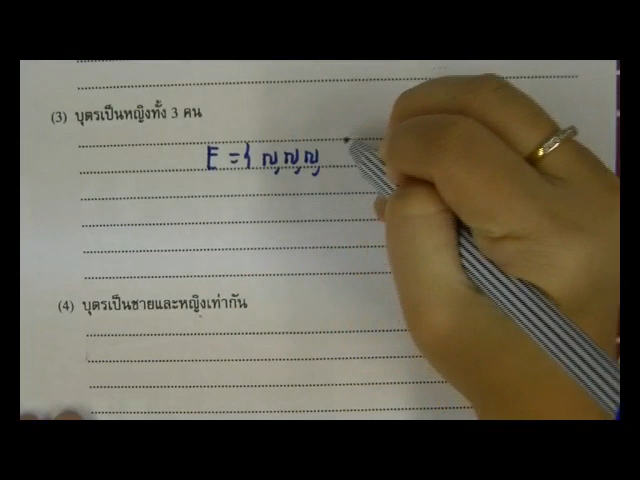 (3) บุตรเป็นหญิงทั้ง 3 คน
E = { ญญญ
(4) บุตรเป็นชายและหญิงเท่ากัน